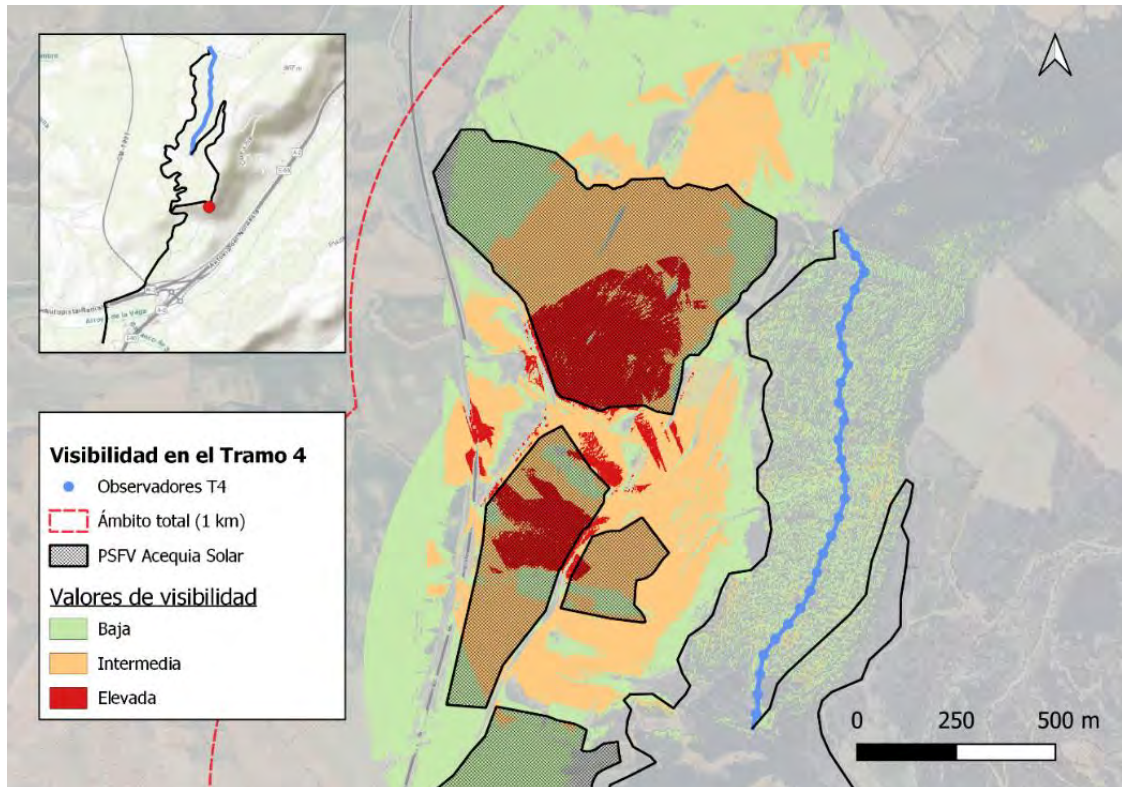 Visibilidad en el Tramo 4
Observadores T4
Ámbito total (1 km)
PSFV Acequia Solar
Valores de visibilidad
Baja
Intermedia
Elevada
0 250 500 m